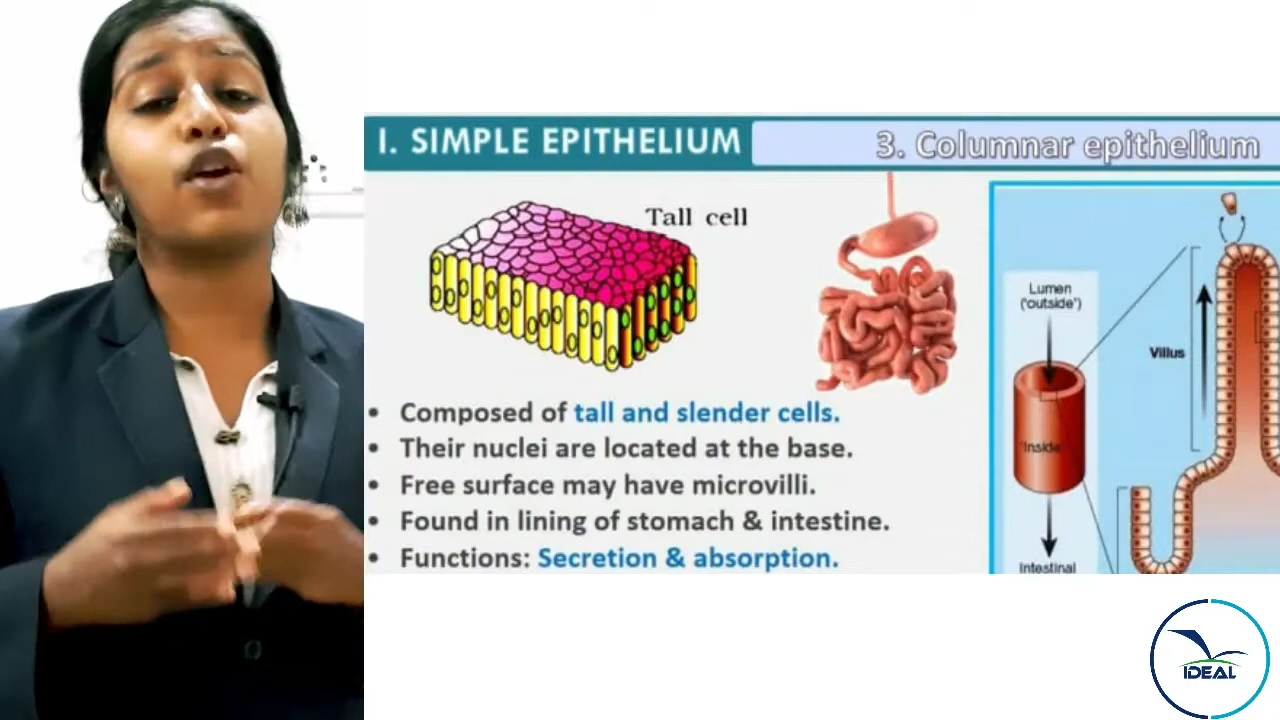 I. SIMPLE EPITHELIUM
3. Columnar epithelium
Tall cell
• Composed of tall and slender cells.
• Their nuclei are located at the base.
• Free surface may have microvilli.
• Found in lining of stomach & intestine.
• Functions: Secretion & absorption.
Lumen
('outside')
Villus
'Inside'
Intestinal
IDEAL